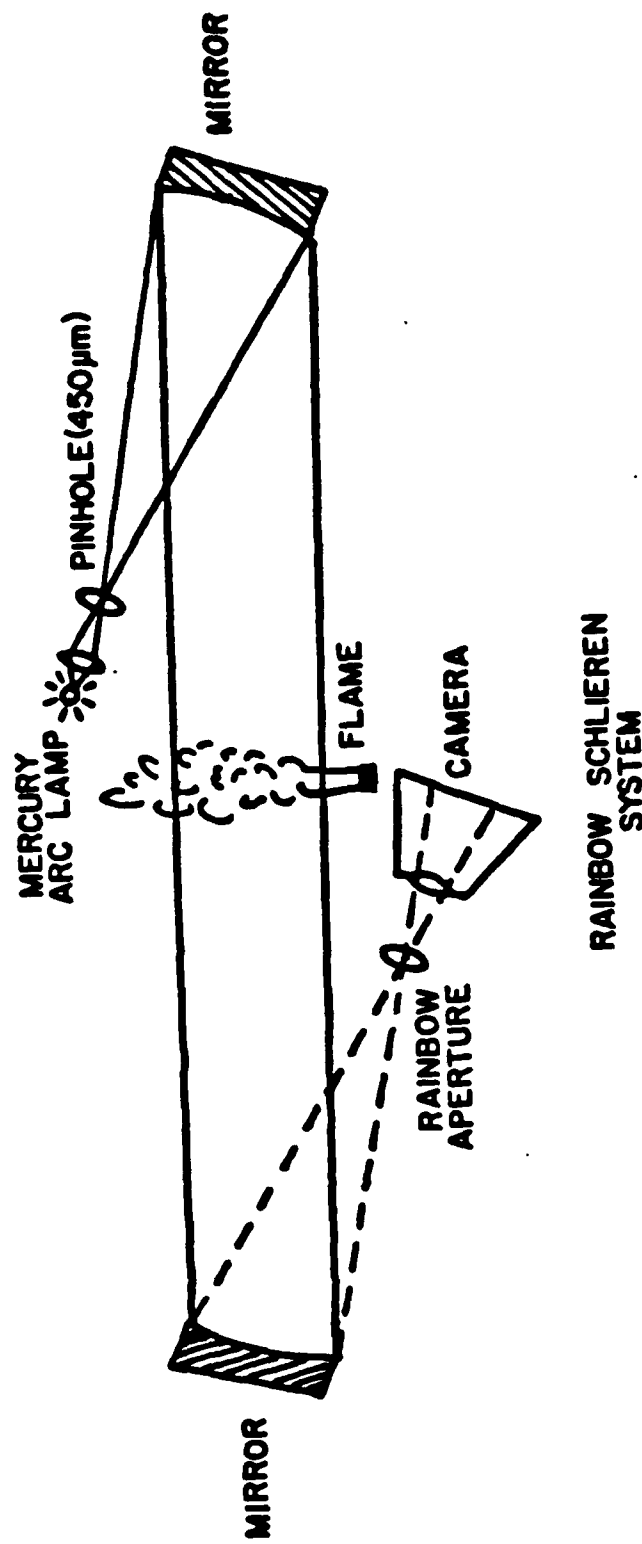 MERCURY
ARC LAMP
PINHOLE (450µm)
MIRROR
FLAME
CAMERA
RAINBOW
APERTURE
MIRROR
RAINBOW SCHLIEREN
SYSTEM